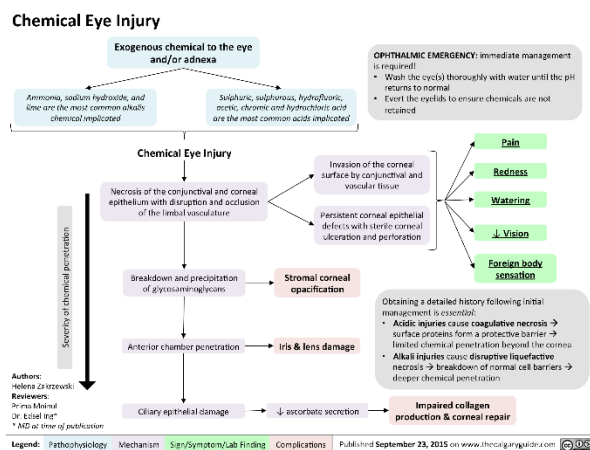 Chemical Eye Injury
Exogenous chemical to the eye
and/or adnexa
Ammonia, sodium hydroxide, and
lime are the most common alkalis
chemical implicated
Sulphuric, sulphurous, hydrofluoric,
acetic, chromic and hydrochloric acid
are the most common acids implicated
OPHTHALMIC EMERGENCY: immediate management
is required!
• Wash the eye(s) thoroughly with water until the pH
returns to normal
• Evert the eyelids to ensure chemicals are not
retained
Chemical Eye Injury
Necrosis of the conjunctival and corneal
epithelium with disruption and occlusion
of the limbal vasculature
Invasion of the corneal
surface by conjunctival and
vascular tissue
Persistent corneal epithelial
defects with sterile corneal
ulceration and perforation
Pain
Redness
Watering
↓ Vision
Foreign body
sensation
Severity of chemical penetration
Breakdown and precipitation
of glycosaminoglycans
Stromal corneal
opacification
Anterior chamber penetration
Iris & lens damage
Obtaining a detailed history following initial
management is essential:
• Acidic injuries cause coagulative necrosis →
surface proteins form a protective barrier →
limited chemical penetration beyond the cornea
• Alkali injuries cause disruptive liquefactive
necrosis → breakdown of normal cell barriers →
deeper chemical penetration
Ciliary epithelial damage
↓ ascorbate secretion
Impaired collagen
production & corneal repair
Authors:
Helena Zakrzewski
Reviewers:
Prima Moinul
Dr. Edsel Ing*
* MD at time of publication
Legend: Pathophysiology Mechanism Sign/Symptom/Lab Finding Complications Published September 23, 2015 on www.thecalgaryguide.com